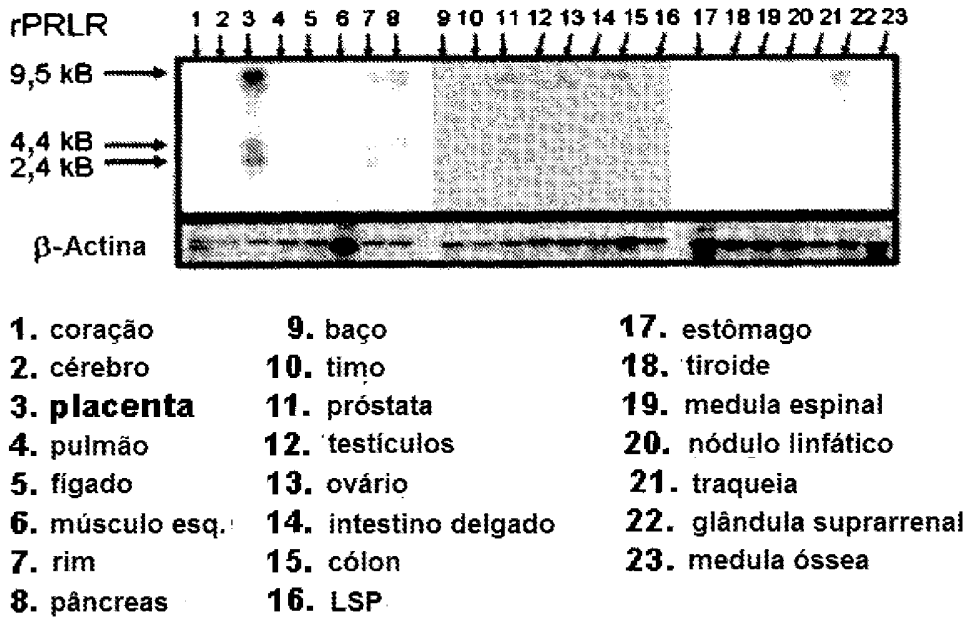 rPRLR 1 2 3 4 5 6 7 8 9 10 11 12 13 14 15 16 17 18 19 20 21 22 23
9,5 kB
4,4 kB
2,4 kB
β-Actina
1. coração
2. cérebro
3. placenta
4. pulmão
5. fígado
6. músculo esq.
7. rim
8. pâncreas
9. baço
10. timo
11. próstata
12. testículos
13. ovário
14. intestino delgado
15. cólon
16. LSP
17. estômago
18. tiroide
19. medula espinal
20. nódulo linfático
21. traqueia
22. glândula suprarrenal
23. medula óssea